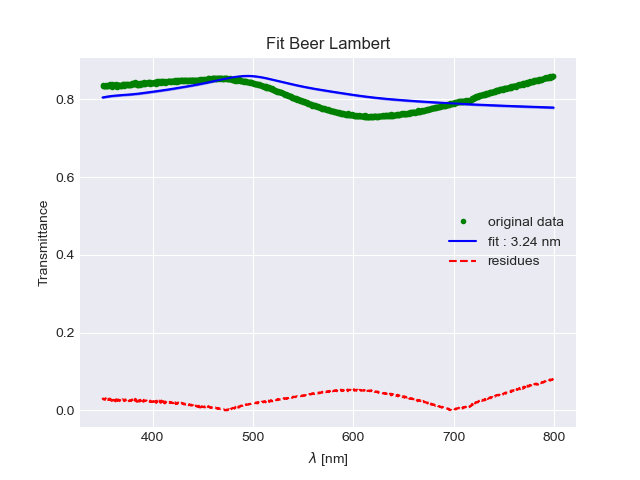 Fit Beer Lambert
Transmittance
0.8
0.6
0.4
0.2
0.0
original data
fit : 3.24 nm
residues
400 500 600 700 800
λ [nm]